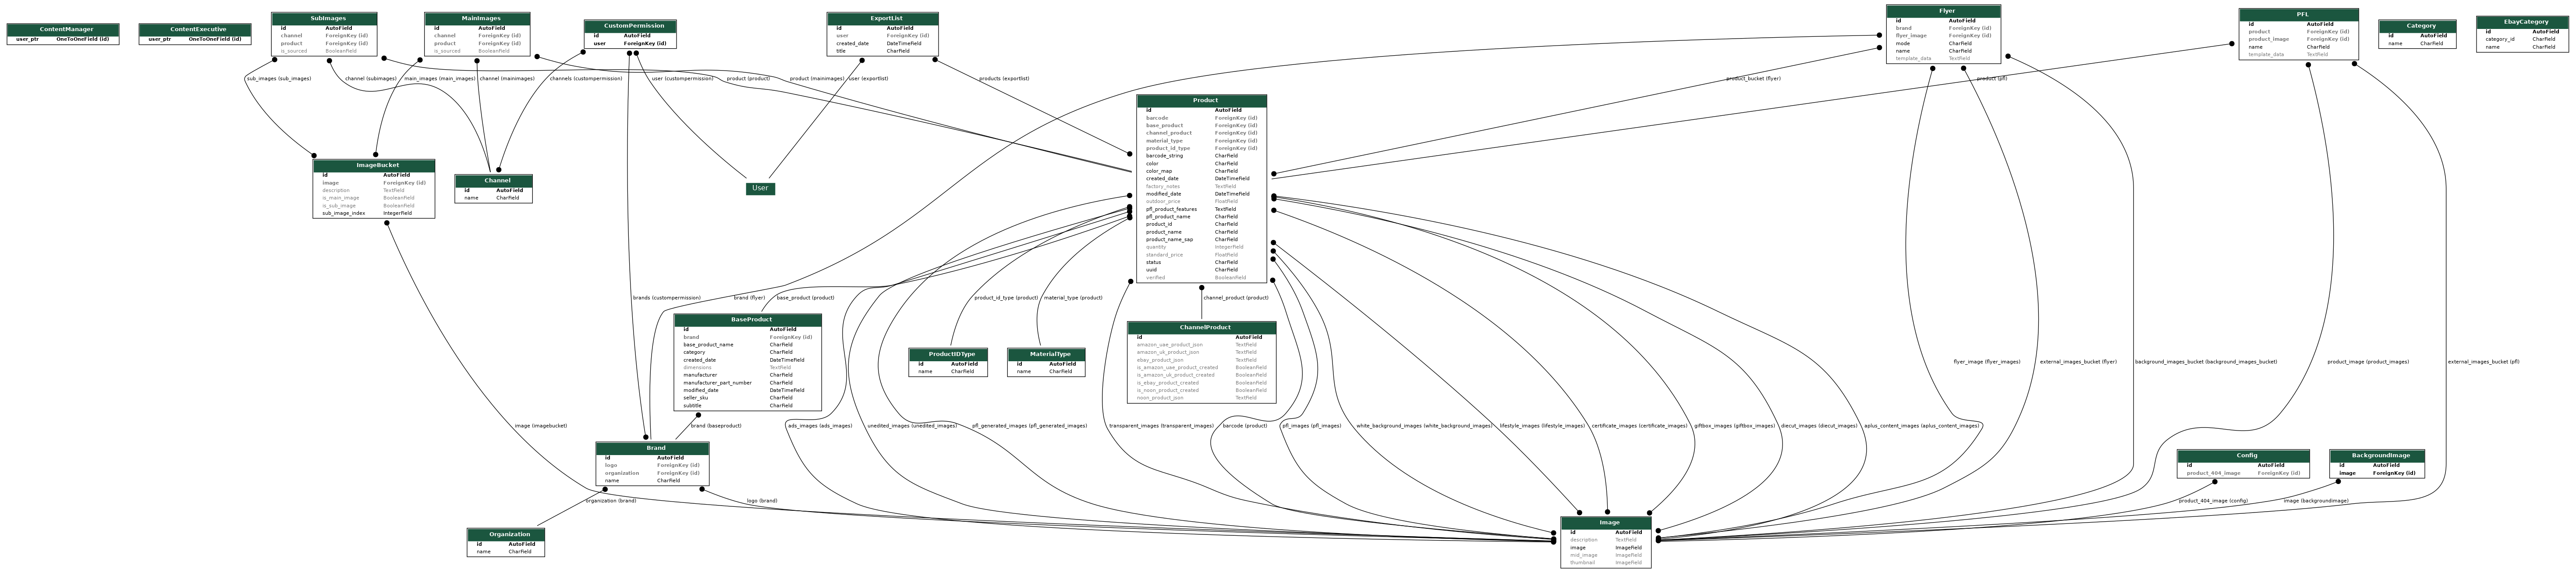 ContentManager
user_ptr OneToOneField (id)
ContentExecutive
user_ptr OneToOneField (id)
SubImages
id AutoField
channel ForeignKey (id)
product ForeignKey (id)
is_sourced BooleanField
MainImages
id AutoField
channel ForeignKey (id)
product ForeignKey (id)
is_sourced BooleanField
CustomPermission
id AutoField
user ForeignKey (id)
ExportList
id AutoField
user ForeignKey (id)
created_date DateTimeField
title CharField
Flyer
id AutoField
brand ForeignKey (id)
flyer_image ForeignKey (id)
mode CharField
name CharField
template_data TextField
PFL
id AutoField
product ForeignKey (id)
product_image ForeignKey (id)
name CharField
template_data TextField
Category
id AutoField
name CharField
EbayCategory
id AutoField
category_id CharField
name CharField
sub_images (sub_images)
channel (subimages)
main_images (main_images)
channel (mainimages)
channels (custompermission)
user (custompermission)
product (product)
product (mainimages)
user (exportlist)
products (exportlist)
product_bucket (flyer)
product (pfl)
Product
id AutoField
barcode ForeignKey (id)
base_product ForeignKey (id)
channel_product ForeignKey (id)
material_type ForeignKey (id)
product_id_type ForeignKey (id)
barcode_string CharField
color CharField
color_map CharField
created_date DateTimeField
factory_notes TextField
modified_date DateTimeField
outdoor_price FloatField
pfl_product_features TextField
pfl_product_name CharField
product_id CharField
product_name CharField
product_name_sap CharField
quantity IntegerField
standard_price FloatField
status CharField
uuid CharField
verified BooleanField
ImageBucket
id AutoField
image ForeignKey (id)
description TextField
is_main_image BooleanField
is_sub_image BooleanField
sub_image_index IntegerField
Channel
id AutoField
name CharField
User
brands (custompermission)
brand (flyer)
base_product (product)
product_id_type (product)
material_type (product)
channel_product (product)
BaseProduct
id AutoField
brand ForeignKey (id)
base_product_name CharField
category CharField
created_date DateTimeField
dimensions TextField
manufacturer CharField
manufacturer_part_number CharField
modified_date DateTimeField
seller_sku CharField
subtitle CharField
ProductIDType
id AutoField
name CharField
MaterialType
id AutoField
name CharField
ChannelProduct
id AutoField
amazon_uae_product_json TextField
amazon_uk_product_json TextField
ebay_product_json TextField
is_amazon_uae_product_created BooleanField
is_amazon_uk_product_created BooleanField
is_ebay_product_created BooleanField
is_noon_product_created BooleanField
noon_product_json TextField
flyer_image (flyer_images)
external_images_bucket (flyer)
background_images_bucket (background_images_bucket)
product_image (product_images)
external_images_bucket (pfl)
image (imagebucket)
brand (baseproduct)
ads_images (ads_images)
unedited_images (unedited_images)
pfl_generated_images (pfl_generated_images)
transparent_images (transparent_images)
barcode (product)
pfl_images (pfl_images)
white_background_images (white_background_images)
lifestyle_images (lifestyle_images)
certificate_images (certificate_images)
giftbox_images (giftbox_images)
diecut_images (diecut_images)
aplus_content_images (aplus_content_images)
Brand
id AutoField
logo ForeignKey (id)
organization ForeignKey (id)
name CharField
Config
id AutoField
product_404_image ForeignKey (id)
BackgroundImage
id AutoField
image ForeignKey (id)
organization (brand)
logo (brand)
product_404_image (config)
image (backgroundimage)
Organization
id AutoField
name CharField
Image
id AutoField
description TextField
image ImageField
mid_image ImageField
thumbnail ImageField